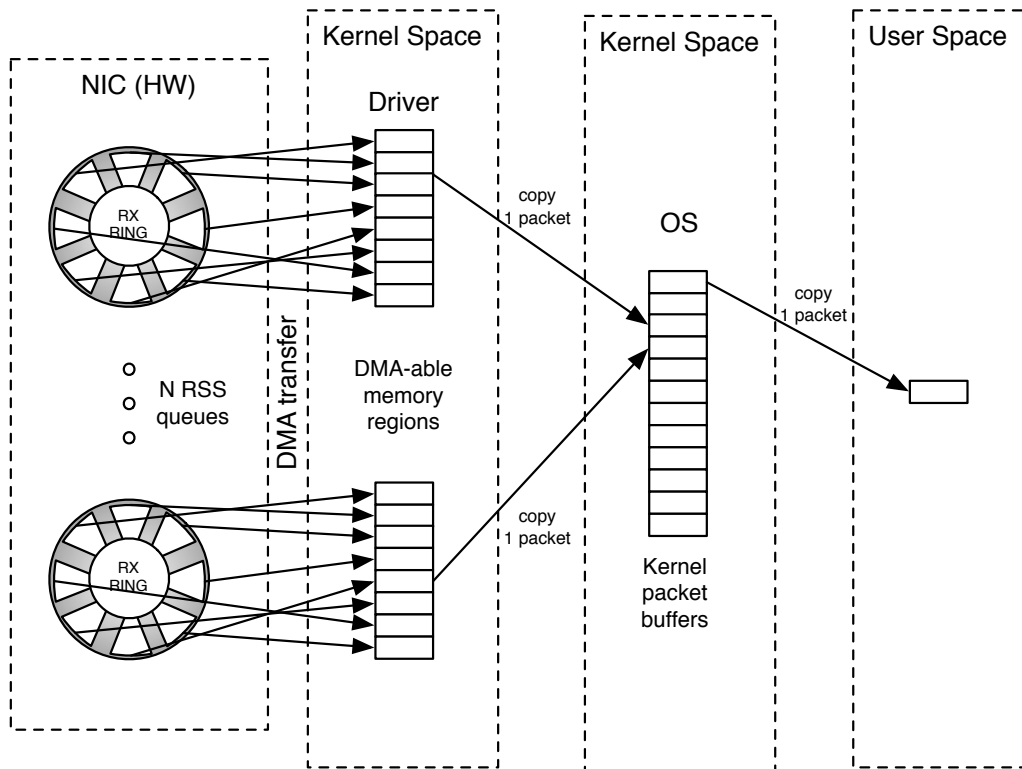 Kernel Space
Kernel Space
User Space
NIC (HW)
Driver
RX
RING
copy
1 packet
OS
copy
1 packet
N RSS
queues
DMA transfer
DMA-able
memory
regions
copy
1 packet
RX
RING
Kernel
packet
buffers